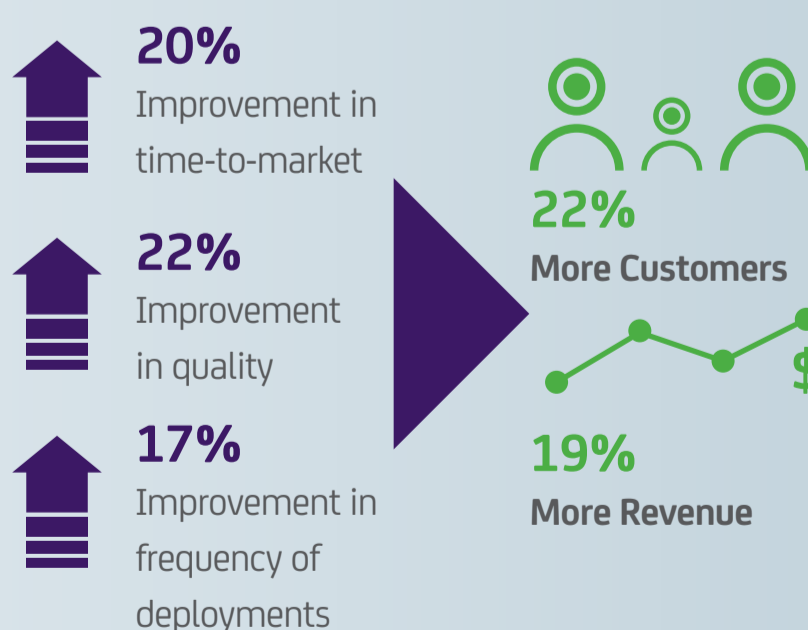 20%
Improvement in
time-to-market
22%
Improvement
in quality
17%
Improvement in
frequency of
deployments
22%
More Customers
$
19%
More Revenue